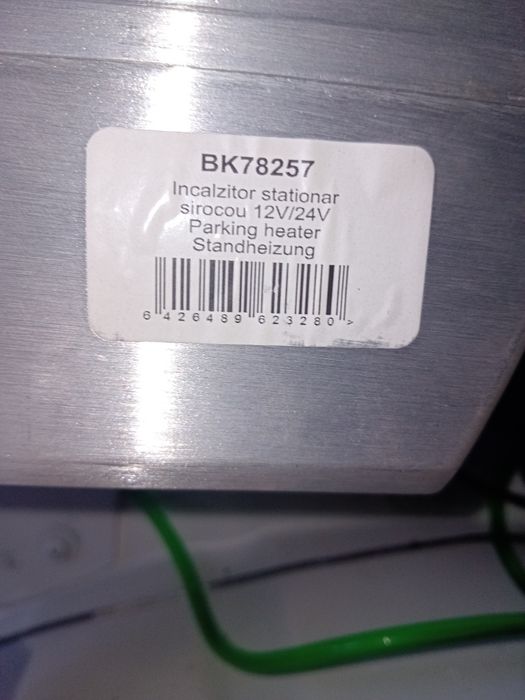 BK78257
Incalzitor stationar
sirocou 12V/24V
Parking heater
Standheizung
6 426489 623280 >